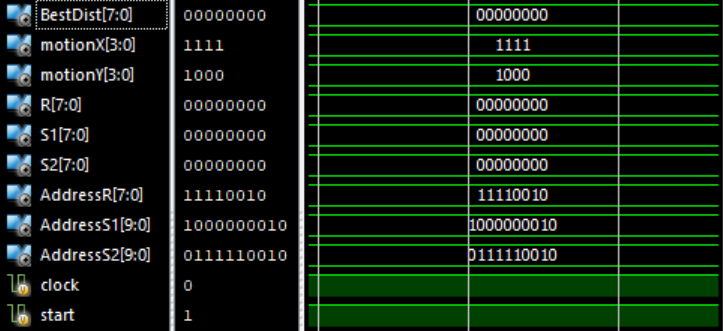 BestDist[7:0] 00000000 00000000
motionX[3:0] 1111 1111
motionY[3:0] 1000 1000
R[7:0] 00000000 00000000
S1[7:0] 00000000 00000000
S2[7:0] 00000000 00000000
AddressR[7:0] 11110010 11110010
AddressS1[9:0] 1000000010 1000000010
AddressS2[9:0] 0111110010 0111110010
clock 0
start 1